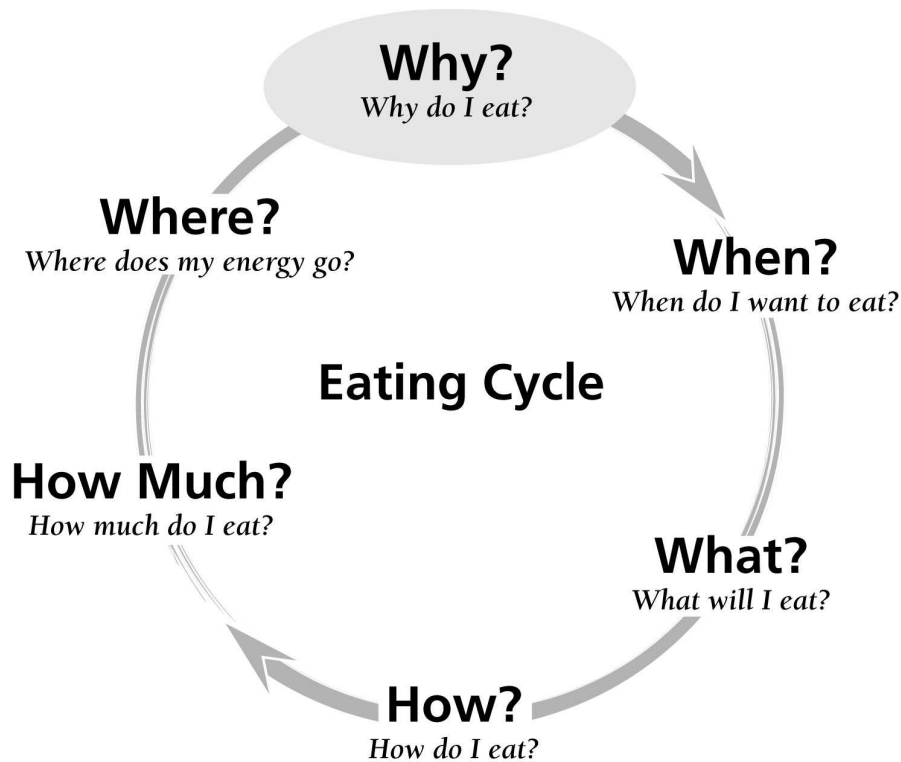 Why?
Why do I eat?
When?
When do I want to eat?
What?
What will I eat?
How?
How do I eat?
How Much?
How much do I eat?
Where?
Where does my energy go?
Eating Cycle